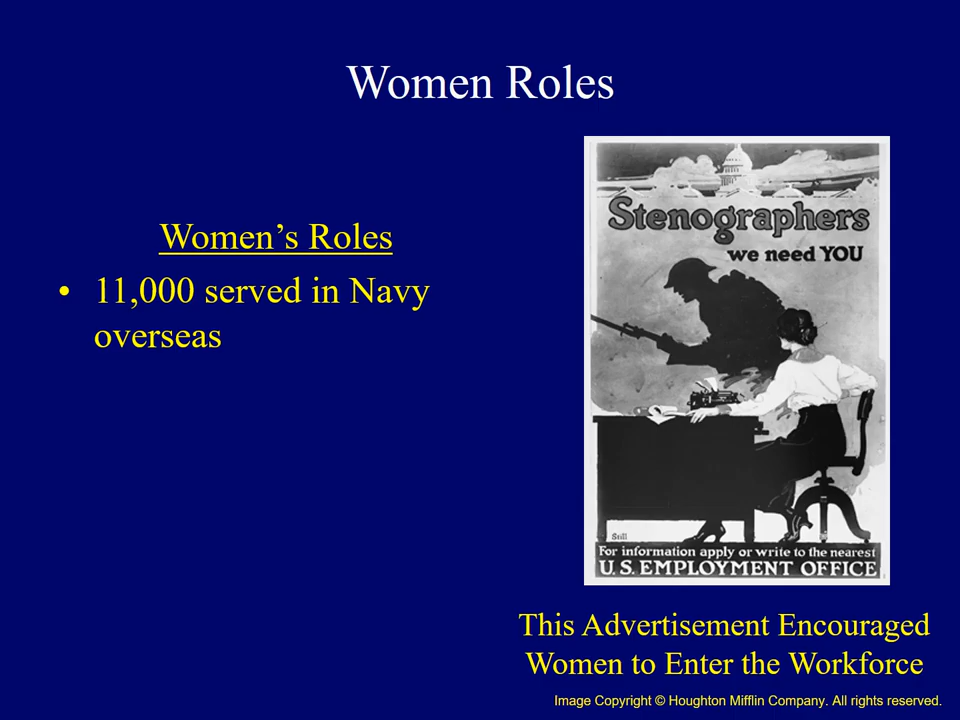 Women Roles
Women’s Roles
• 11,000 served in Navy
overseas
Stenographers
we need YOU
Still
For information apply or write to the nearest
U.S. EMPLOYMENT OFFICE
This Advertisement Encouraged
Women to Enter the Workforce
Image Copyright © Houghton Mifflin Company. All rights reserved.